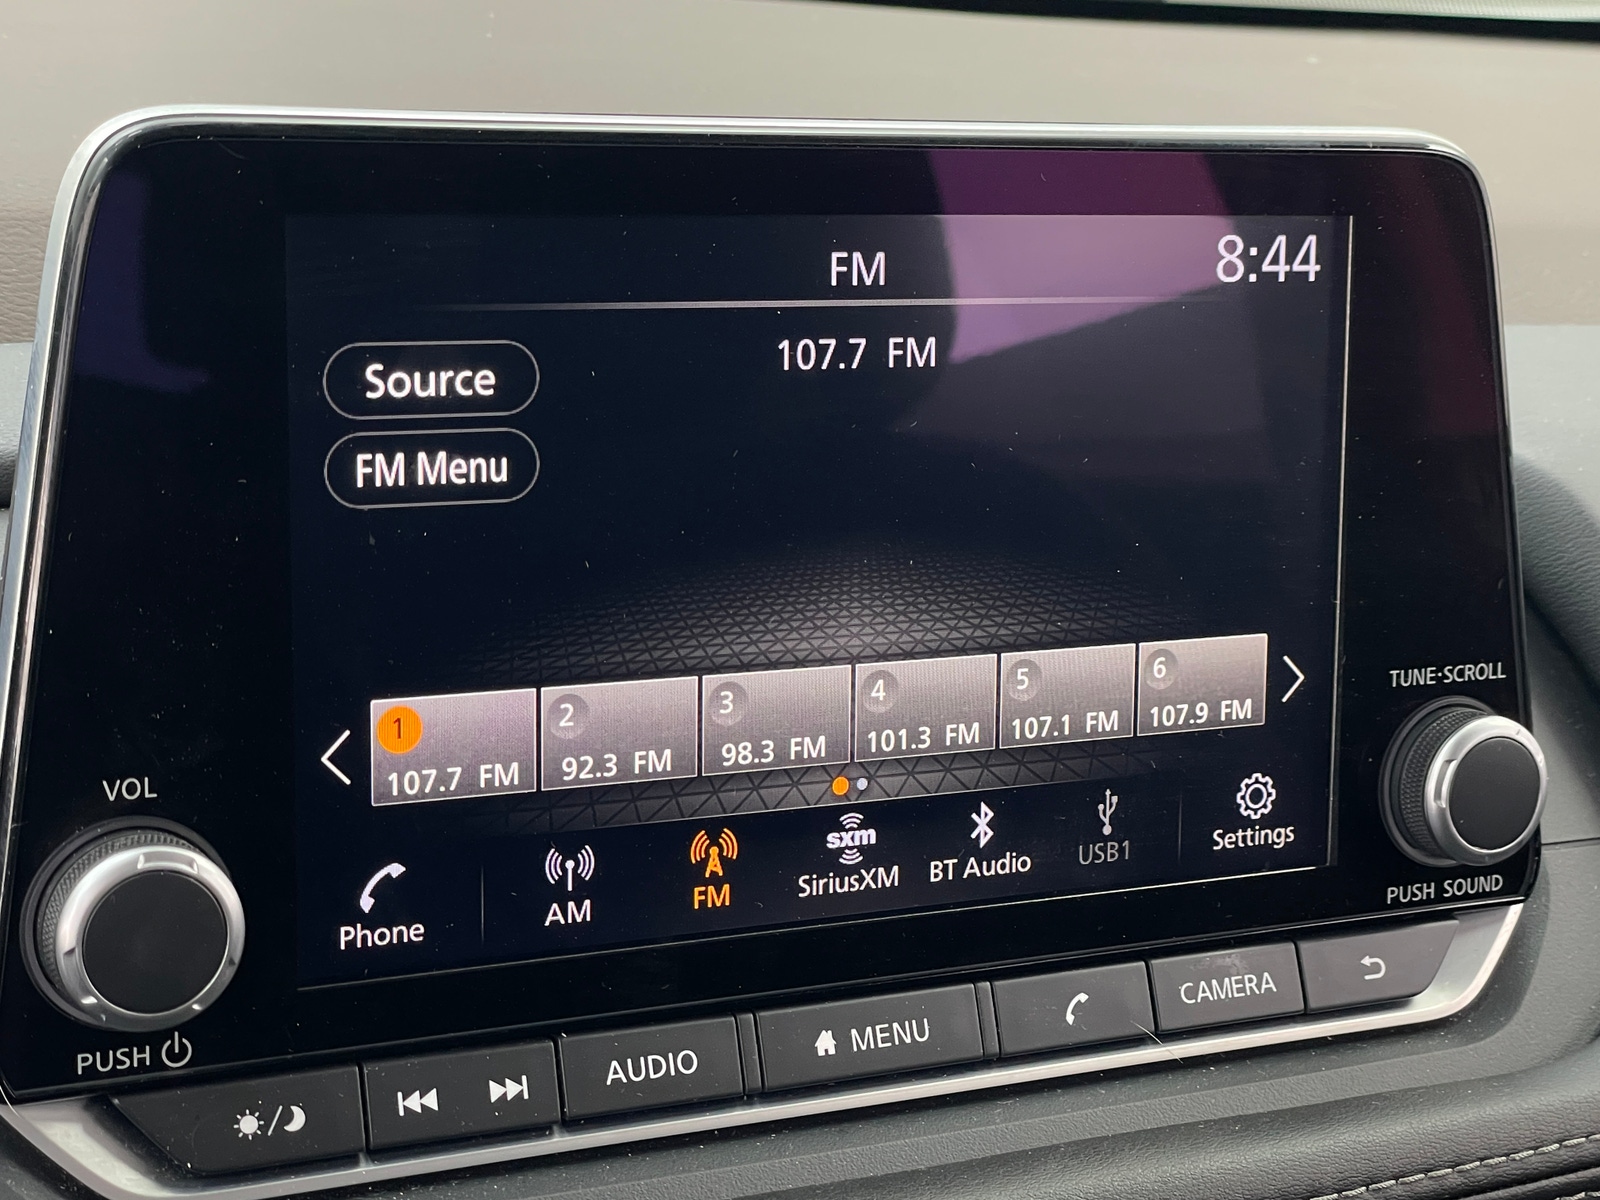 FM
8:44
107.7 FM
Source
FM Menu
1
107.7 FM
2
92.3 FM
3
98.3 FM
4
101.3 FM
5
107.1 FM
6
107.9 FM
Phone
AM
FM
sxm
SiriusXM
BT Audio
USB1
Settings
VOL
PUSH
TUNE·SCROLL
PUSH SOUND
AUDIO
MENU
CAMERA